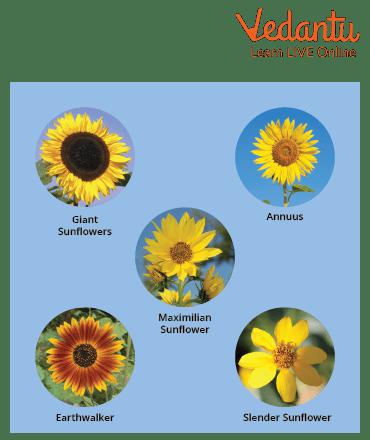 Vedantu
Learn LIVE Online
Giant
Sunflowers
Annuus
Maximilian
Sunflower
Earthwalker
Slender Sunflower